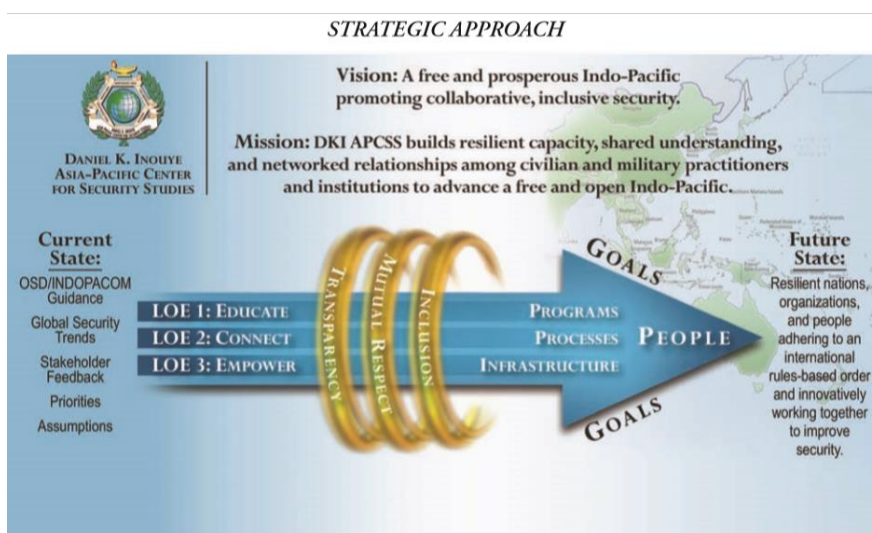 STRATEGIC APPROACH
DANIEL K. INOUYE
ASIA-PACIFIC CENTER
FOR SECURITY STUDIES
Vision: A free and prosperous Indo-Pacific
promoting collaborative, inclusive security.
Mission: DKI APCSS builds resilient capacity, shared understanding,
and networked relationships among civilian and military practitioners
and institutions to advance a free and open Indo-Pacific.
Current
State:
OSD/INDOPACOM
Guidance
Global Security
Trends
Stakeholder
Feedback
Priorities
Assumptions
LOE 1: EDUCATE
LOE 2: CONNECT
LOE 3: EMPOWER
TRANSPARENCY
MUTUAL RESPECT
INCLUSION
PROGRAMS
PROCESSES
INFRASTRUCTURE
PEOPLE
GOALS
GOALS
Future
State:
Resilient nations,
organizations,
and people
adhering to an
international
rules-based order
and innovatively
working together
to improve
security.